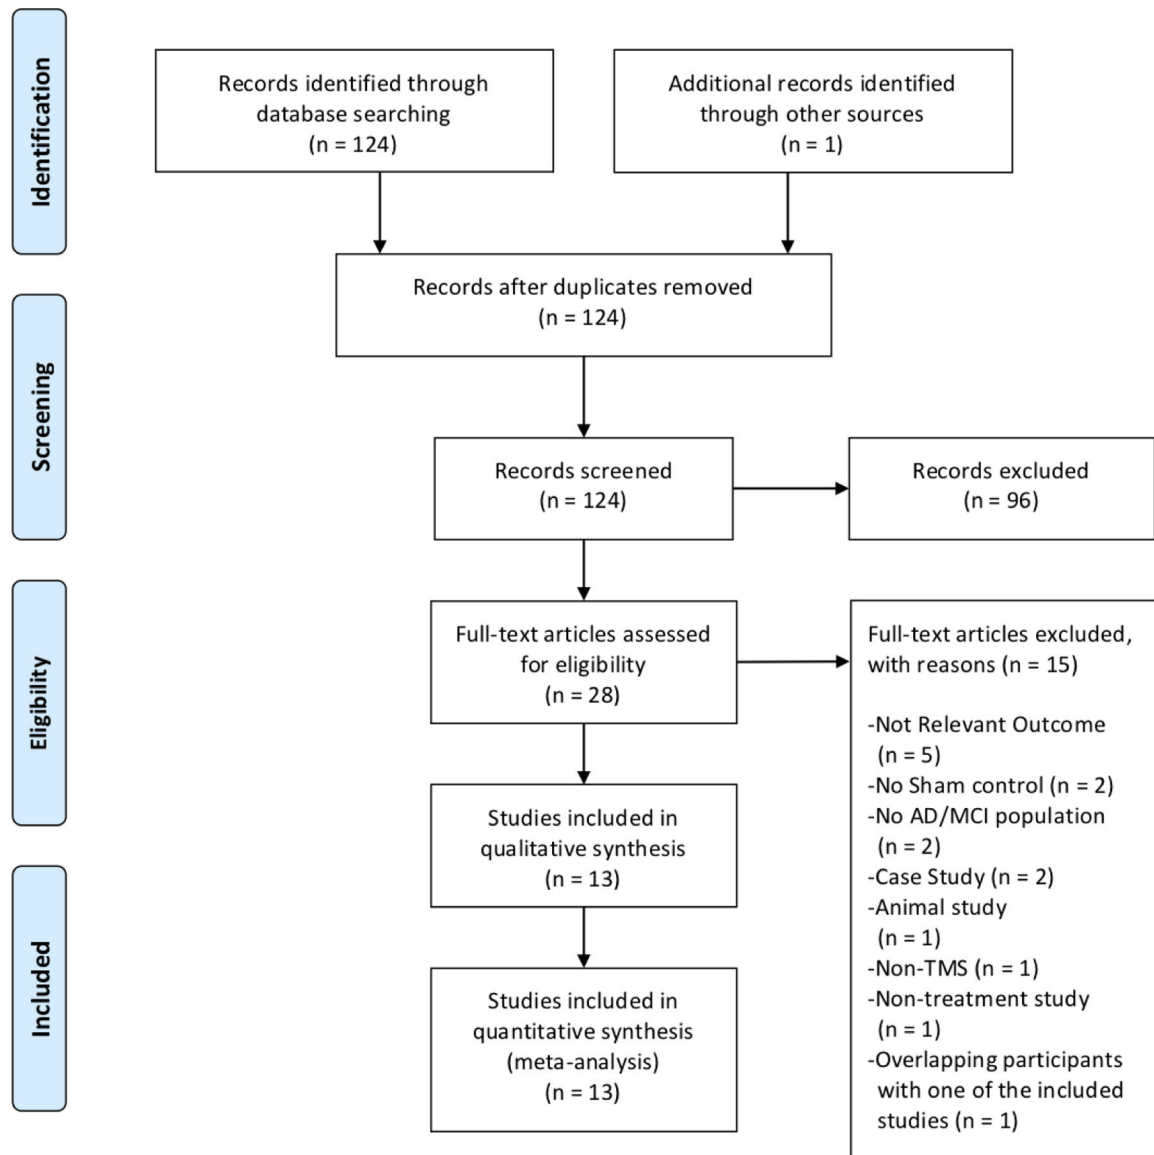 Identification
Records identified through
database searching
(n = 124)
Additional records identified
through other sources
(n = 1)
Records after duplicates removed
(n = 124)
Screening
Records screened
(n = 124)
Records excluded
(n = 96)
Eligibility
Full-text articles assessed
for eligibility
(n = 28)
Full-text articles excluded,
with reasons (n = 15)
-Not Relevant Outcome
(n = 5)
-No Sham control (n = 2)
-No AD/MCI population
(n = 2)
-Case Study (n = 2)
-Animal study
(n = 1)
-Non-TMS (n = 1)
-Non-treatment study
(n = 1)
-Overlapping participants
with one of the included
studies (n = 1)
Studies included in
qualitative synthesis
(n = 13)
Included
Studies included in
quantitative synthesis
(meta-analysis)
(n = 13)